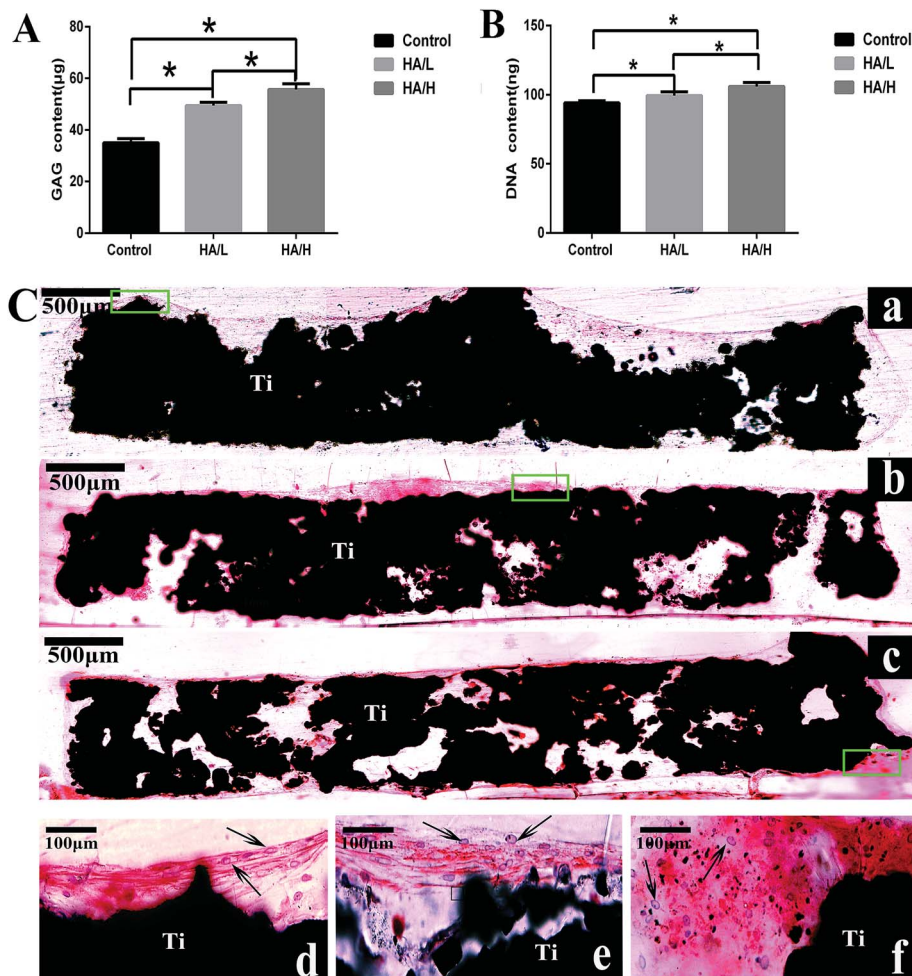 A
GAG content(µg)
80
60
40
20
0
*
*
*
Control
HA/L
HA/H
Control
HA/L
HA/H
B
DNA content(ng)
150
100
50
0
*
*
*
Control
HA/L
HA/H
Control
HA/L
HA/H
C
500µm
Ti
a
500µm
Ti
b
500µm
Ti
c
100µm
Ti
d
100µm
Ti
e
100µm
Ti
f